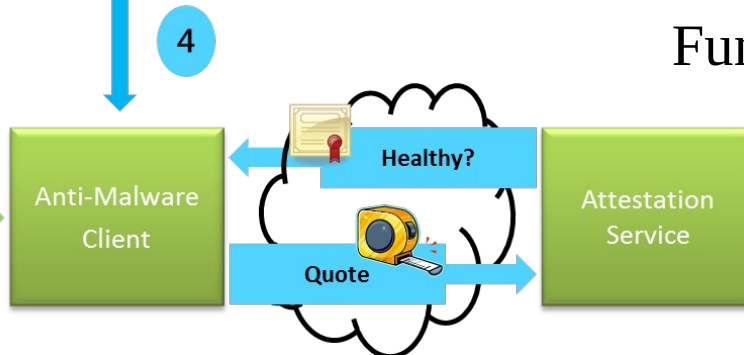 4
Fur
Healthy?
Anti-Malware
Client
Attestation
Service
Quote